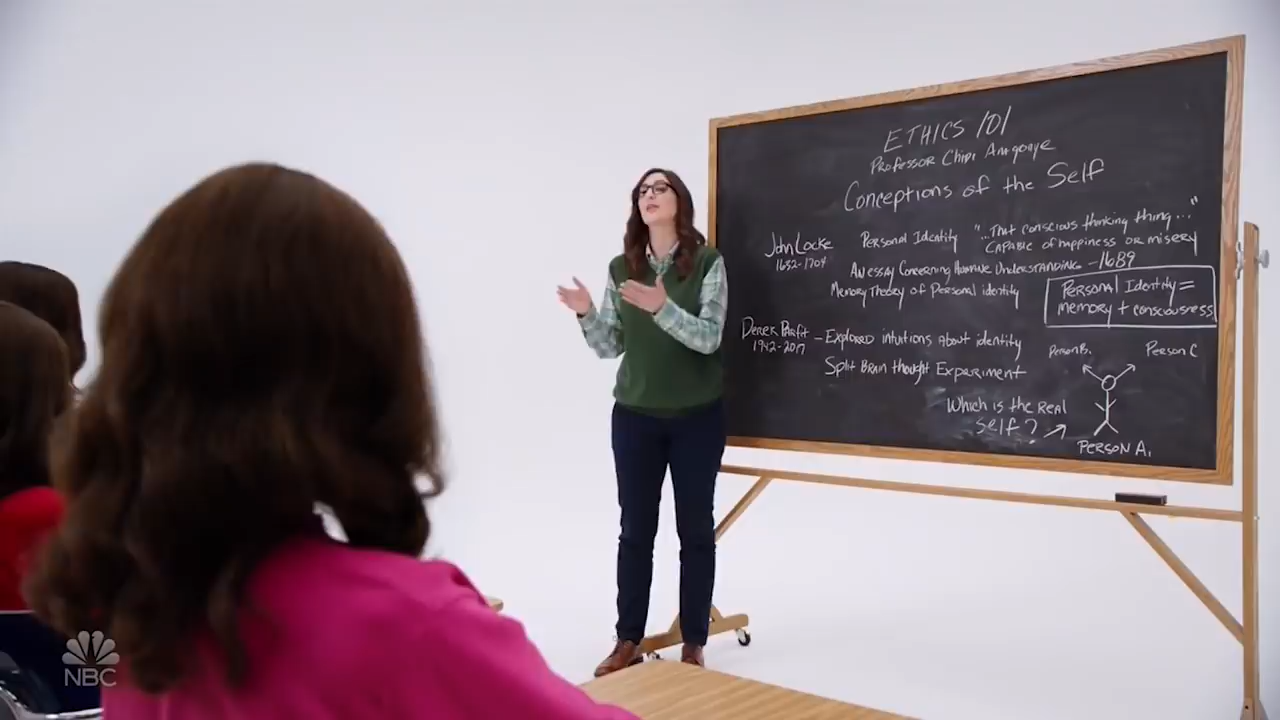 ETHICS 101
Professor Chidi Anagonye
Conceptions of the Self
John Locke
1632-1704
Personal Identity "...That conscious thinking thing..."
CAPABLE of happiness or misery
AN ESSAY CONCERNING HUMAN UNDERSTANDING -1689
Memory Theory of Personal identity
Personal Identity =
memory + consciousness
Derek Parfit
1942-2017
- Explored intuitions about identity
Split Brain thought Experiment
Person B.
Person C
Which is the Real
Self?
PERSON A.
NBC